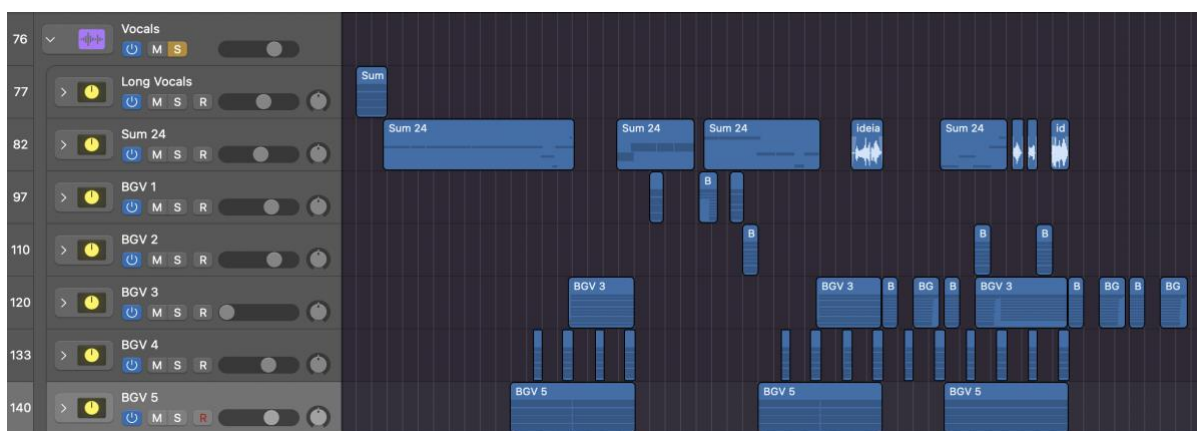 76 Vocals
M S
77 Long Vocals Sum
M S R
82 Sum 24 Sum 24 Sum 24 Sum 24 ideia Sum 24 id
M S R
97 BGV 1 B
M S R
110 BGV 2 B B B
M S R
120 BGV 3 BGV 3 BGV 3 B BG B BGV 3 B BG B BG
M S R
133 BGV 4
M S R
140 BGV 5 BGV 5 BGV 5 BGV 5
M S R